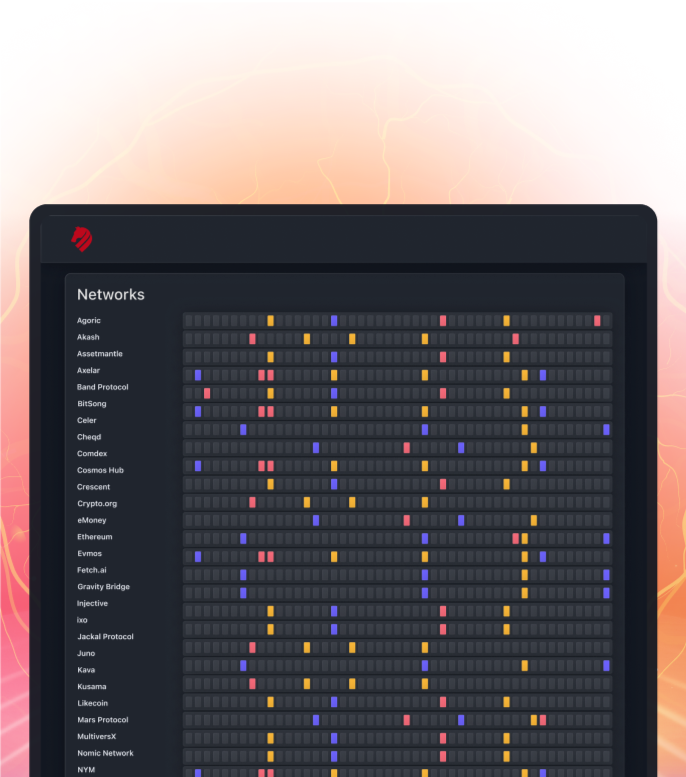 Networks
Agoric
Akash
Assetmantle
Axelar
Band Protocol
BitSong
Celer
Cheqd
Comdex
Cosmos Hub
Crescent
Crypto.org
eMoney
Ethereum
Evmos
Fetch.ai
Gravity Bridge
Injective
ixo
Jackal Protocol
Juno
Kava
Kusama
Likecoin
Mars Protocol
MultiversX
Nomic Network
NYM